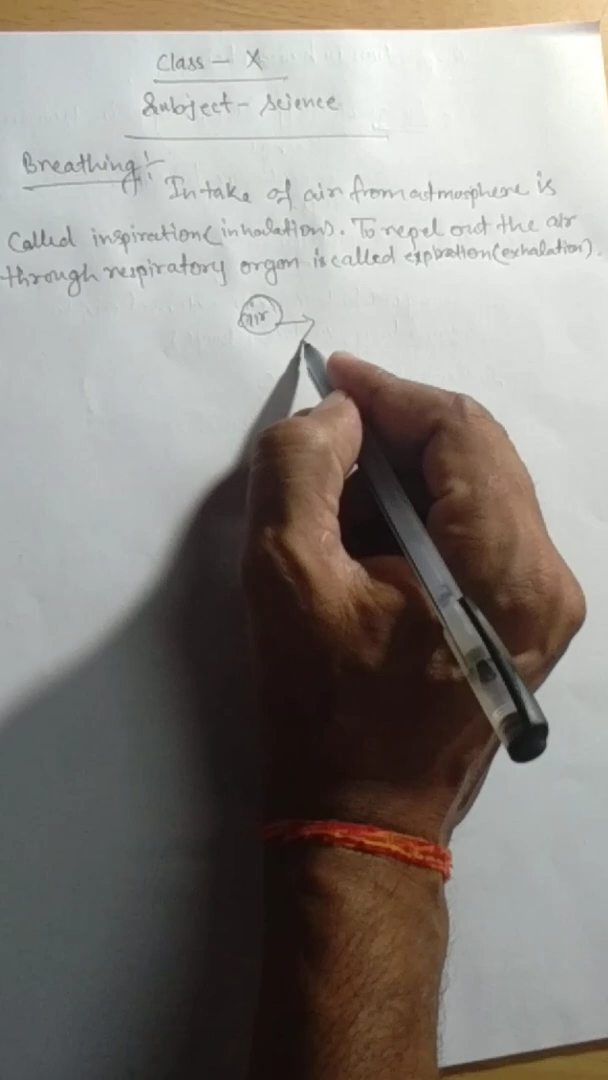 Class - X
Subject - science
Breathing :-
Intake of air from atmosphere is
Called inspiration (inhalation). To repel out the air
through respiratory organ is called expiration (exhalation).
air